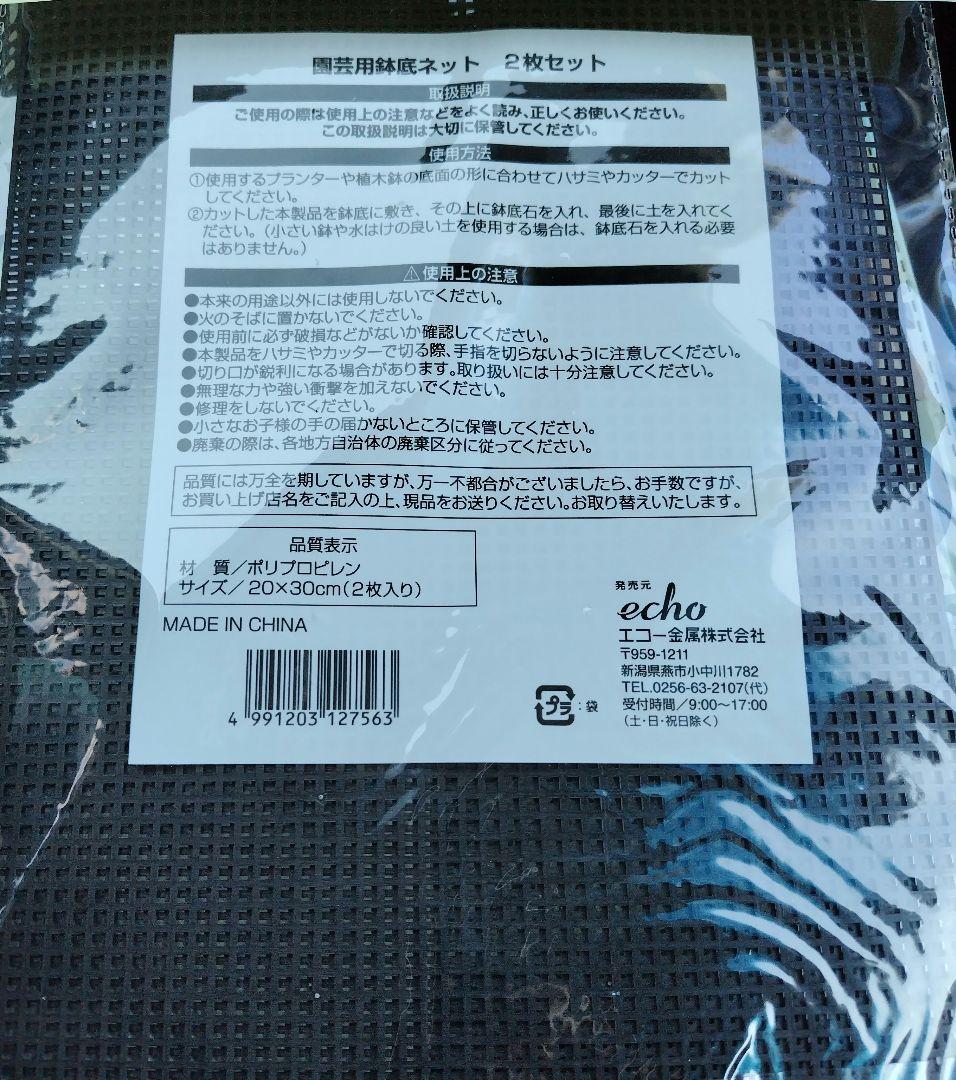 園芸用鉢底ネット 2枚セット
取扱説明
ご使用の際は使用上の注意などをよく読み、正しくお使いください。
この取扱説明は大切に保管してください。
使用方法
①使用するプランターや植木鉢の底面の形に合わせてハサミやカッターでカット
してください。
②カットした本製品を鉢底に敷き、その上に鉢底石を入れ、最後に土を入れてく
ださい。(小さい鉢や水はけの良い土を使用する場合は、鉢底石を入れる必要
はありません。)
⚠使用上の注意
●本来の用途以外には使用しないでください。
●火のそばに置かないでください。
●使用前に必ず破損などがないか確認してください。
●本製品をハサミやカッターで切る際、手指を切らないように注意してください。
●切り口が鋭利になる場合があります。取り扱いには十分注意してください。
●無理な力や強い衝撃を加えないでください。
●修理をしないでください。
●小さなお子様の手の届かないところに保管してください。
●廃棄の際は、各地方自治体の廃棄区分に従ってください。
品質には万全を期していますが、万一不都合がございましたら、お手数ですが、
お買い上げ店名をご記入の上、現品をお送りください。お取り替えいたします。
品質表示
材 質/ポリプロピレン
サイズ/20×30cm(2枚入り)
MADE IN CHINA
4 991203 127563
プラ:袋
発売元
echo
エコー金属株式会社
〒959-1211
新潟県燕市小中川1782
TEL.0256-63-2107(代)
受付時間/9:00〜17:00
(土・日・祝日除く)